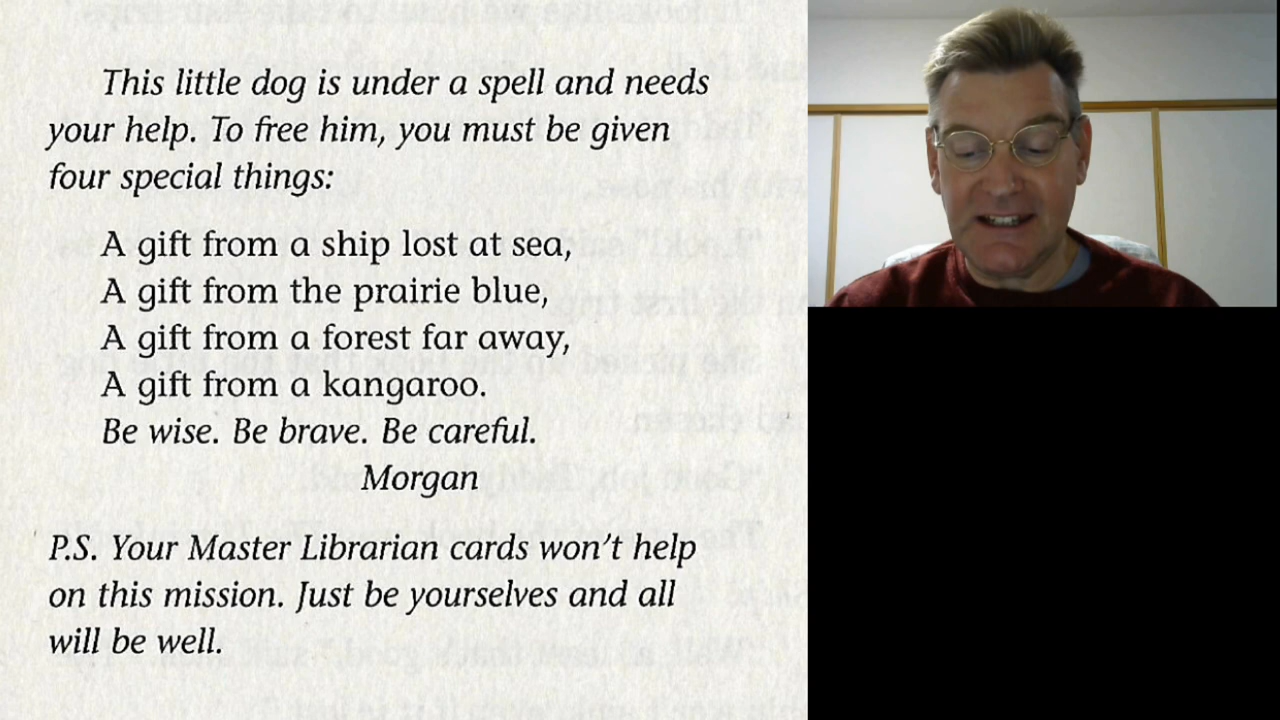 This little dog is under a spell and needs
your help. To free him, you must be given
four special things:
A gift from a ship lost at sea,
A gift from the prairie blue,
A gift from a forest far away,
A gift from a kangaroo.
Be wise. Be brave. Be careful.
Morgan
P.S. Your Master Librarian cards won't help
on this mission. Just be yourselves and all
will be well.